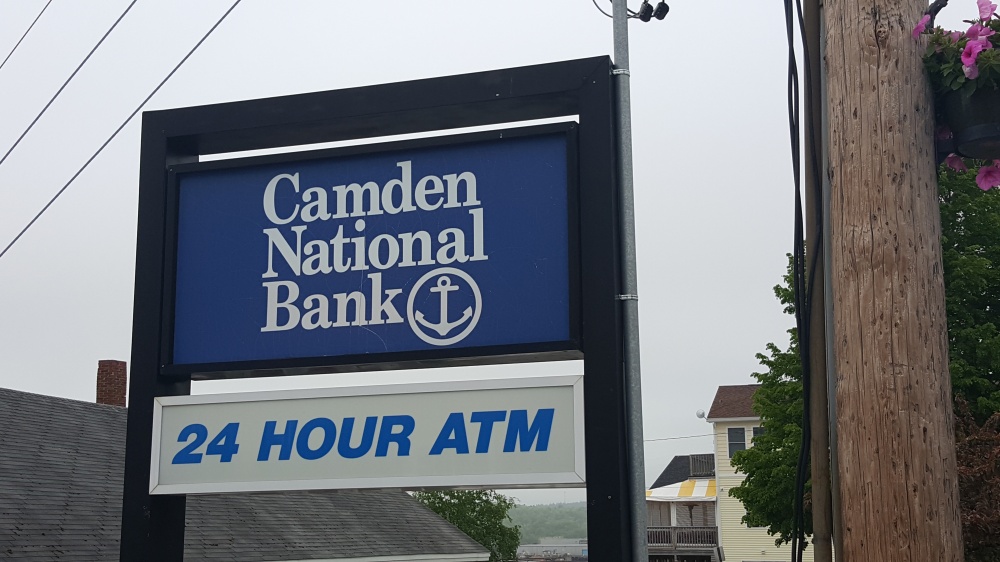 Camden
National
Bank
24 HOUR ATM